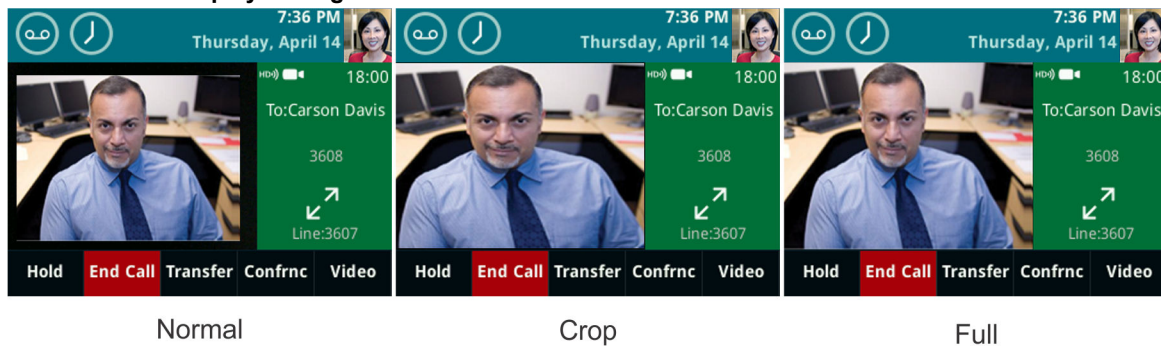 7:36 PM
Thursday, April 14
HD
18:00
To:Carson Davis
3608
Line:3607
Hold End Call Transfer Confrnc Video
Normal
7:36 PM
Thursday, April 14
HD
18:00
To:Carson Davis
3608
Line:3607
Hold End Call Transfer Confrnc Video
Crop
7:36 PM
Thursday, April 14
HD
18:00
To:Carson Davis
3608
Line:3607
Hold End Call Transfer Confrnc Video
Full